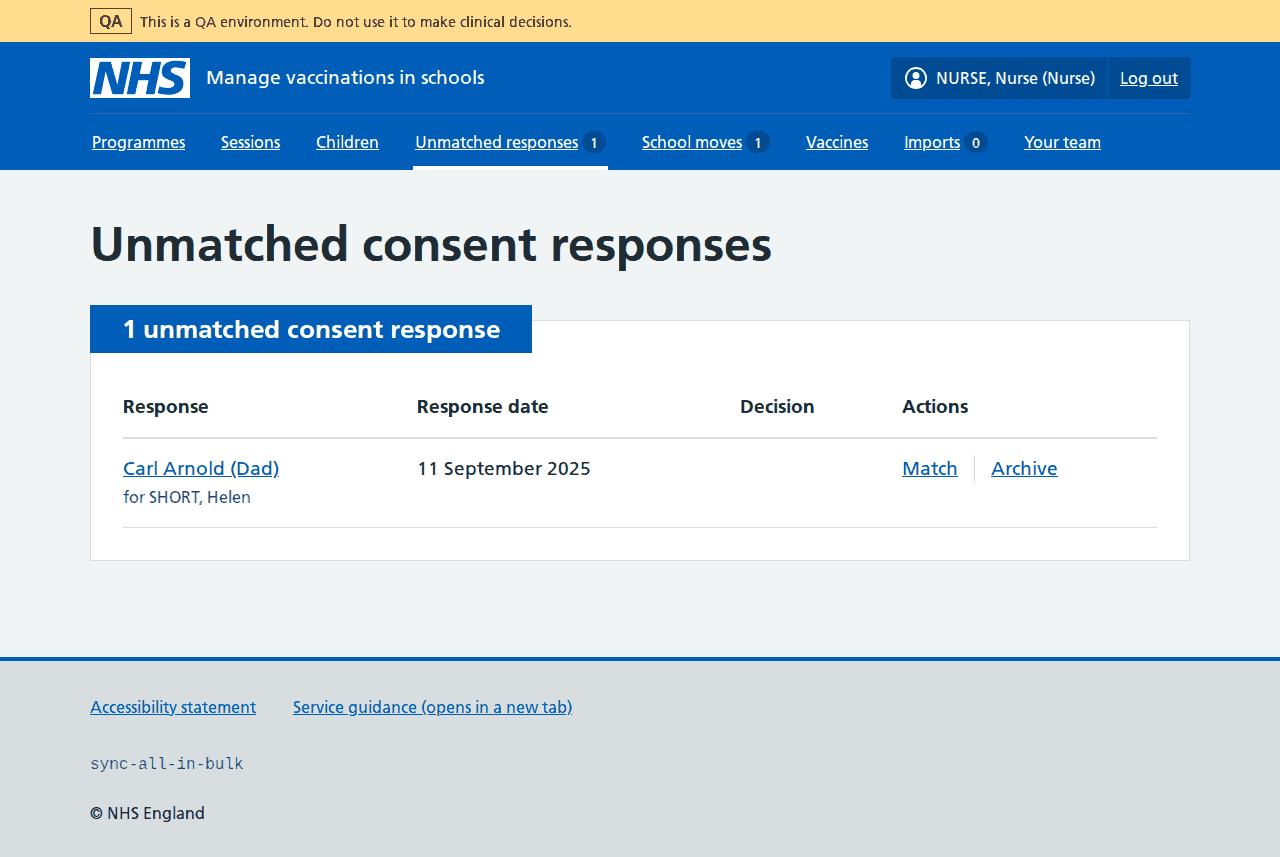 QA This is a QA environment. Do not use it to make clinical decisions.
NHS Manage vaccinations in schools NURSE, Nurse (Nurse) Log out
Programmes Sessions Children Unmatched responses 1 School moves 1 Vaccines Imports 0 Your team
Unmatched consent responses
1 unmatched consent response
Response Response date Decision Actions
Carl Arnold (Dad) 11 September 2025 Match Archive
for SHORT, Helen
Accessibility statement Service guidance (opens in a new tab)
sync-all-in-bulk
© NHS England